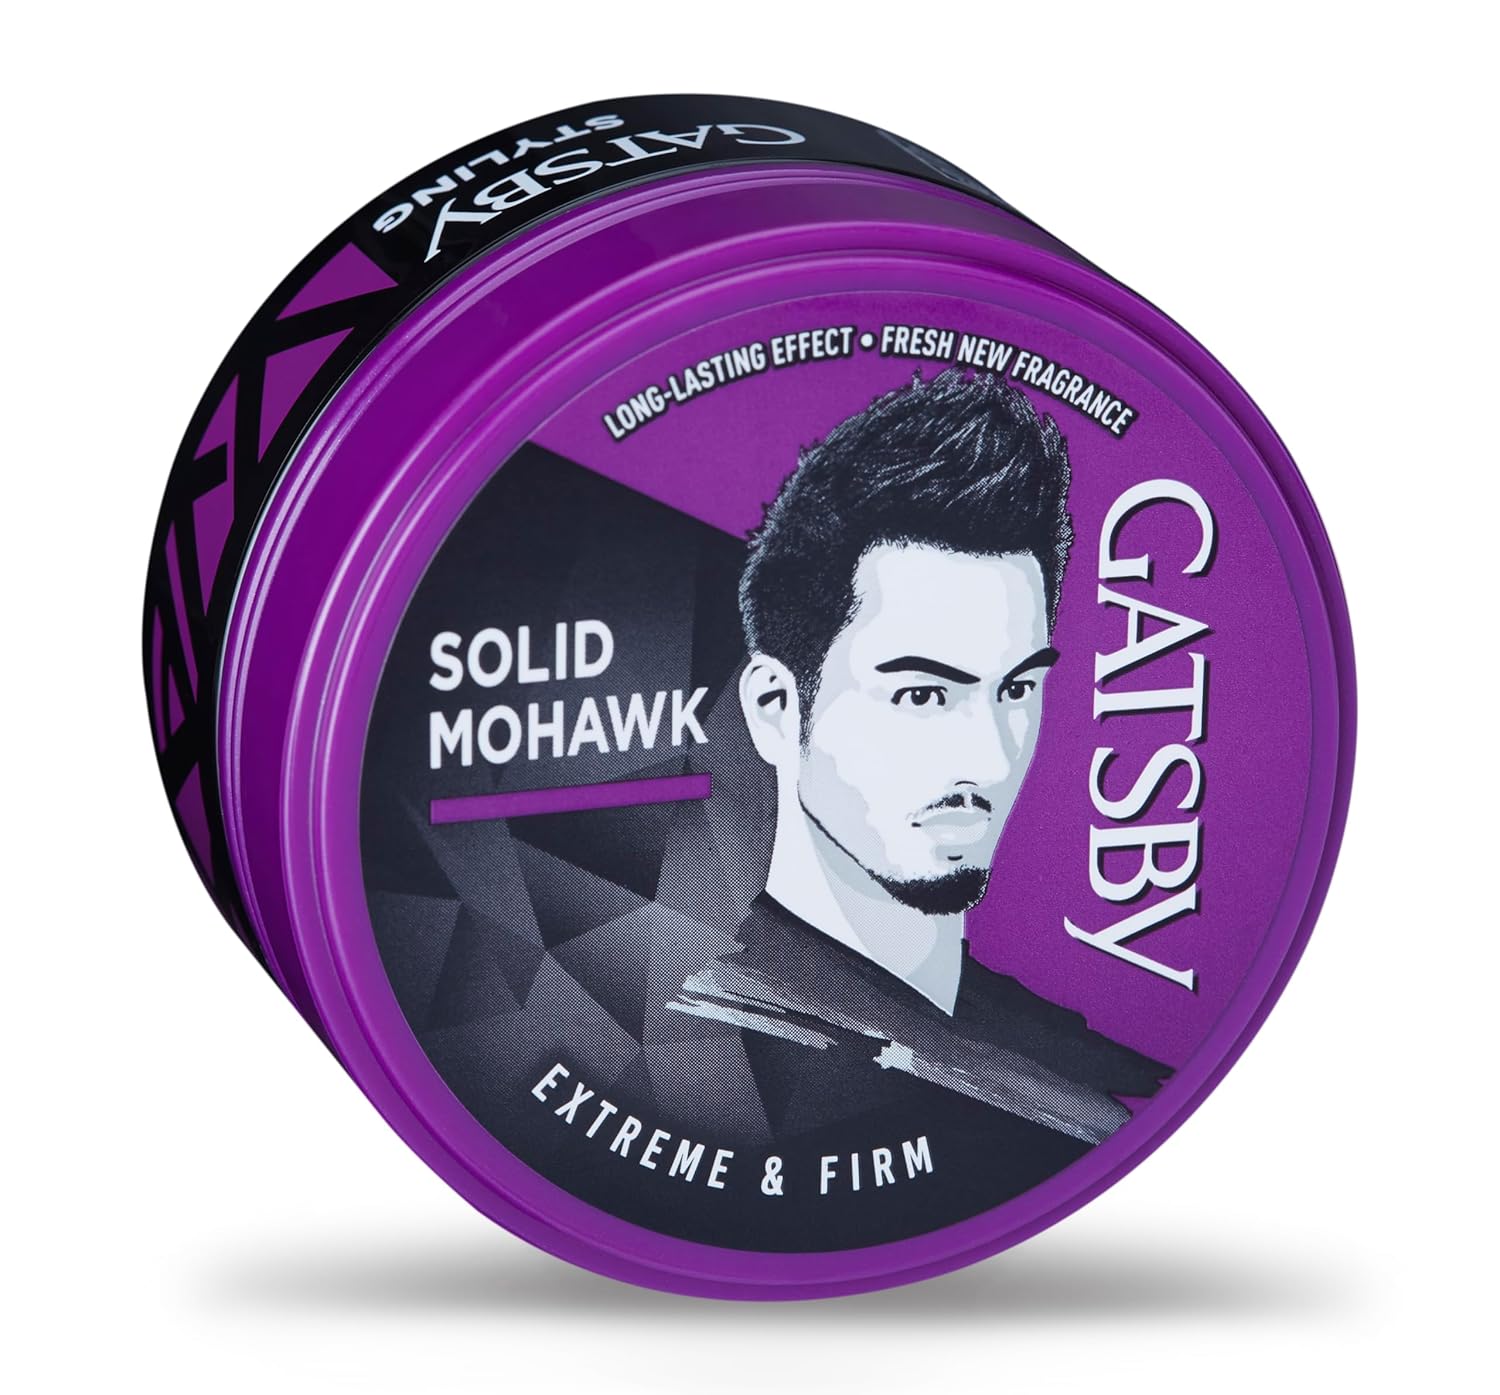 GATSBY
STYLING
LONG-LASTING EFFECT • FRESH NEW FRAGRANCE
GATSBY
SOLID
MOHAWK
EXTREME & FIRM